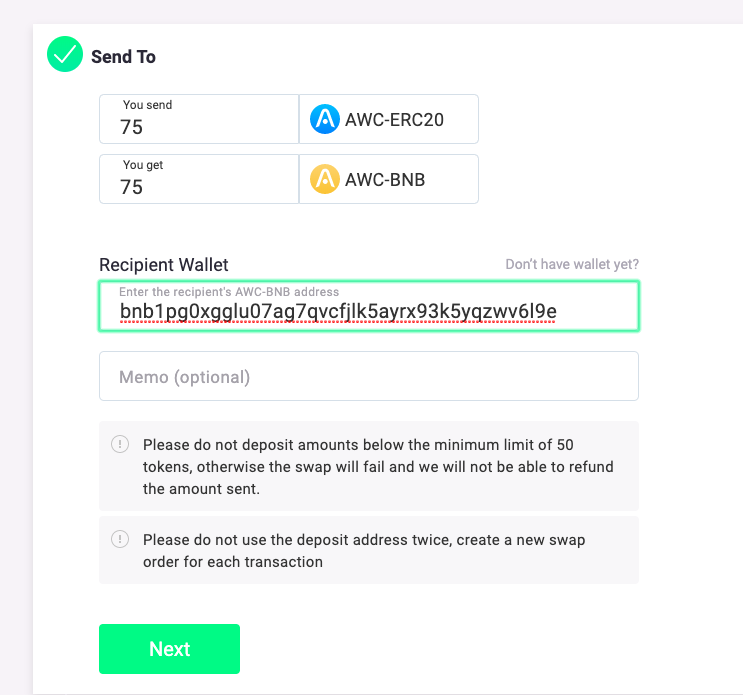 Send To
You send
75
AWC-ERC20
You get
75
AWC-BNB
Recipient Wallet
Don't have wallet yet?
Enter the recipient's AWC-BNB address
bnb1pg0xgglu07ag7qvcfjlk5ayrx93k5yqzwv6l9e
Memo (optional)
Please do not deposit amounts below the minimum limit of 50
tokens, otherwise the swap will fail and we will not be able to refund
the amount sent.
Please do not use the deposit address twice, create a new swap
order for each transaction
Next